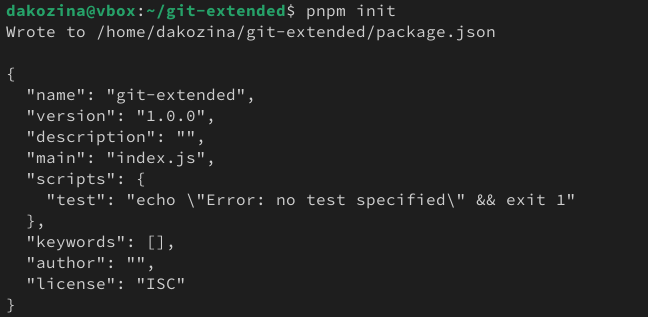 dakozina@vbox:~/git-extended$ pnpm init
Wrote to /home/dakozina/git-extended/package.json

{
  "name": "git-extended",
  "version": "1.0.0",
  "description": "",
  "main": "index.js",
  "scripts": {
    "test": "echo \"Error: no test specified\" && exit 1"
  },
  "keywords": [],
  "author": "",
  "license": "ISC"
}